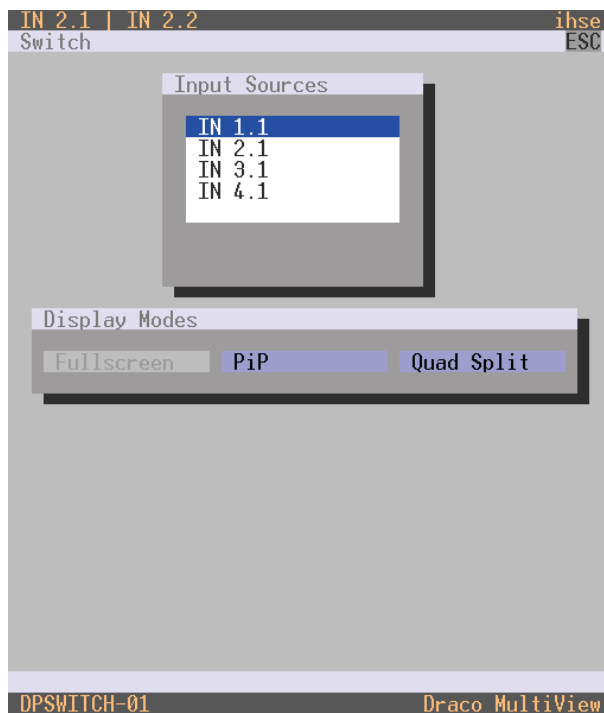 IN 2.1 | IN 2.2 ihse
Switch ESC
Input Sources
IN 1.1
IN 2.1
IN 3.1
IN 4.1
Display Modes
Fullscreen PiP Quad Split
DPSWITCH-01 Draco MultiView